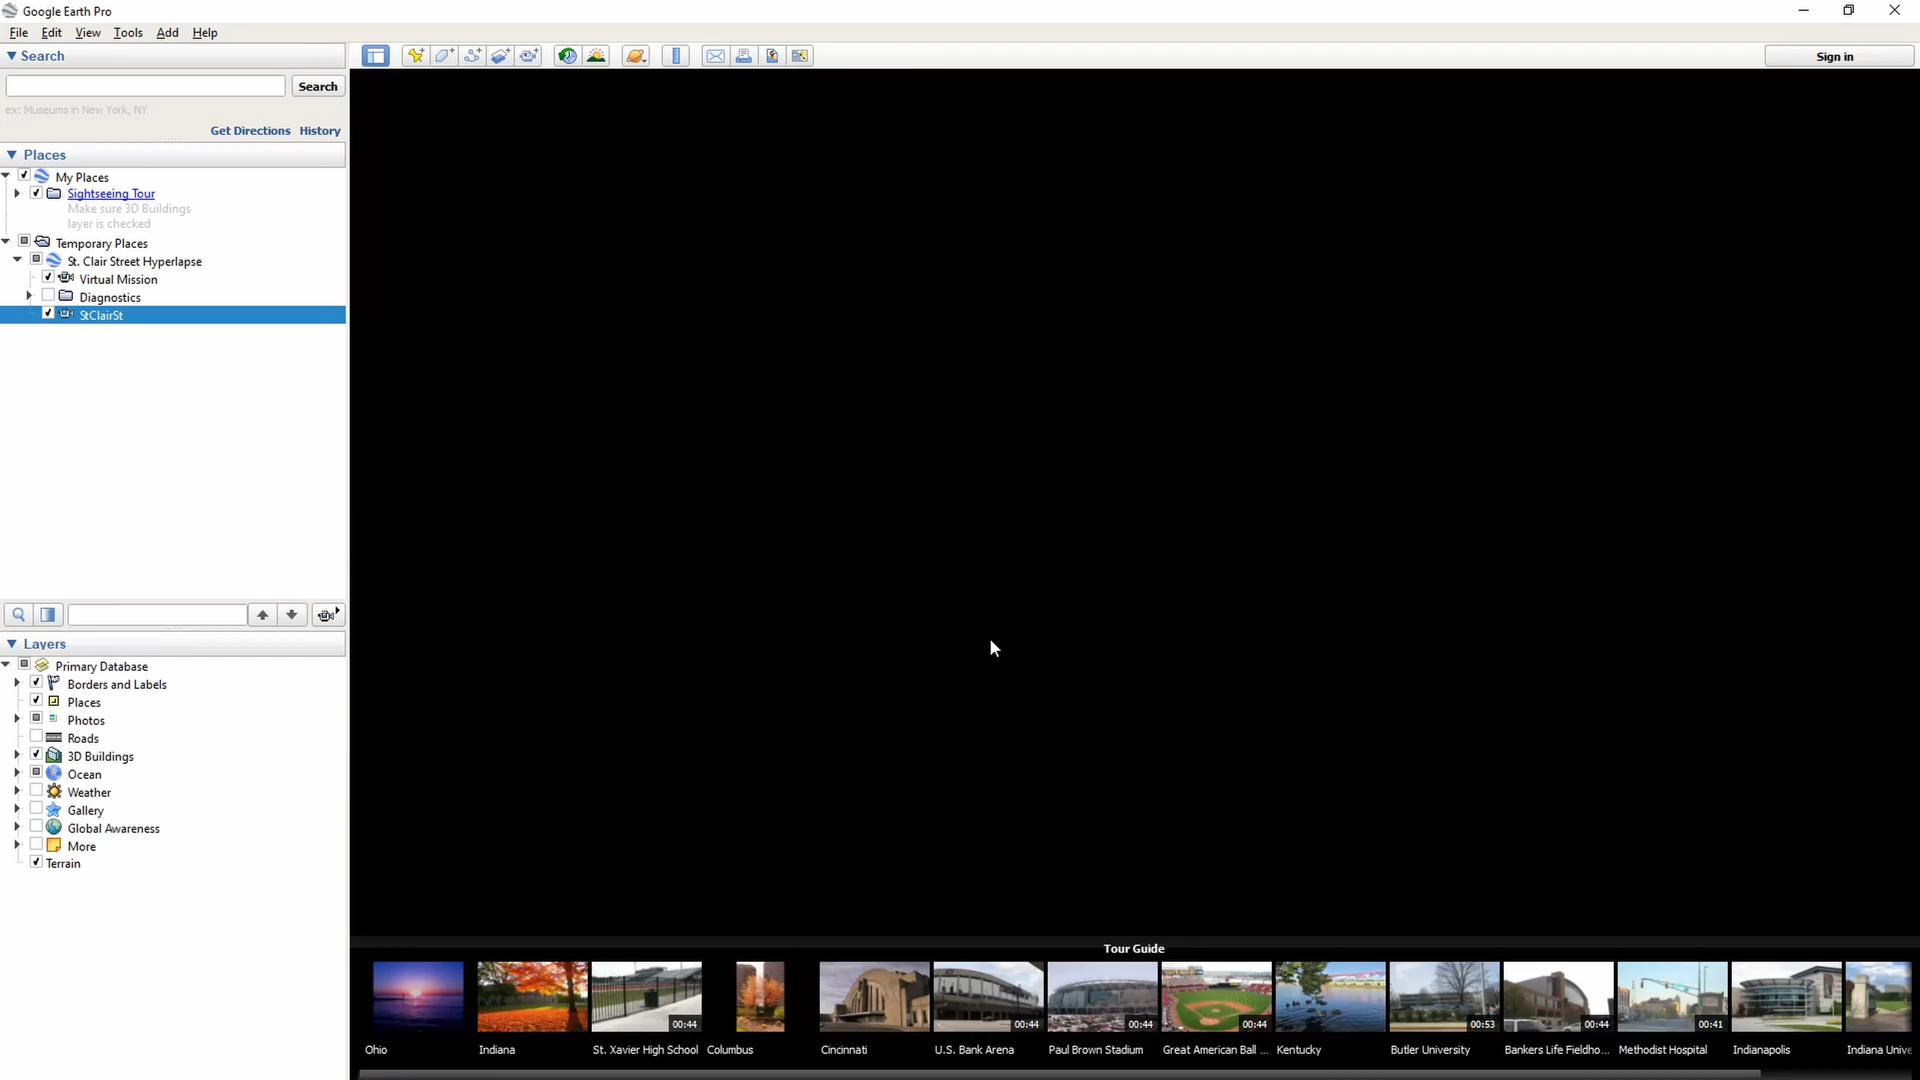 Google Earth Pro
File Edit View Tools Add Help
Search
Sign in
Search
ex: Museums in New York, NY
Get Directions History
Places
My Places
Sightseeing Tour
Make sure 3D Buildings
layer is checked
Temporary Places
St. Clair Street Hyperlapse
Virtual Mission
Diagnostics
StClairSt
Layers
Primary Database
Borders and Labels
Places
Photos
Roads
3D Buildings
Ocean
Weather
Gallery
Global Awareness
More
Terrain
Tour Guide
00:44 00:44 00:44 00:44 00:53 00:44 00:41
Ohio Indiana St. Xavier High School Columbus Cincinnati U.S. Bank Arena Paul Brown Stadium Great American Ball ... Kentucky Butler University Bankers Life Fieldho... Methodist Hospital Indianapolis Indiana Unive